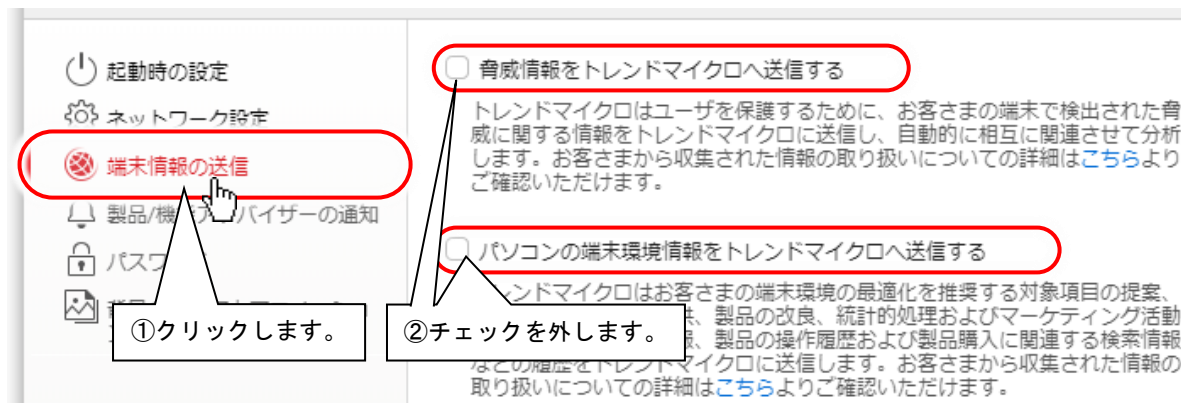 起動時の設定
ネットワーク設定
端末情報の送信
製品/機
バイザーの通知
パスワ
①クリックします。
脅威情報をトレンドマイクロへ送信する
トレンドマイクロはユーザを保護するために、お客さまの端末で検出された脅
威に関する情報をトレンドマイクロに送信し、自動的に相互に関連させて分析
します。お客さまから収集された情報の取り扱いについての詳細はこちらより
ご確認いただけます。
パソコンの端末環境情報をトレンドマイクロへ送信する
レンドマイクロはお客さまの端末環境の最適化を推奨する対象項目の提案、
、製品の改良、統計的処理およびマーケティング活動
、製品の操作履歴および製品購入に関連する検索情報
などの履歴をトレンドマイクロに送信します。お客さまから収集された情報の
取り扱いについての詳細はこちらよりご確認いただけます。
②チェックを外します。